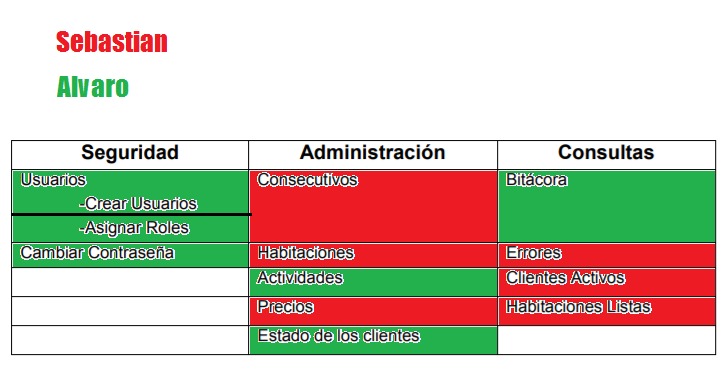 Sebastian
Alvaro
Seguridad Administración Consultas
Usuarios Consecutivos Bitácora
-Crear Usuarios
-Asignar Roles
Cambiar Contraseña Habitaciones Errores
Actividades Clientes Activos
Precios Habitaciones Listas
Estado de los clientes